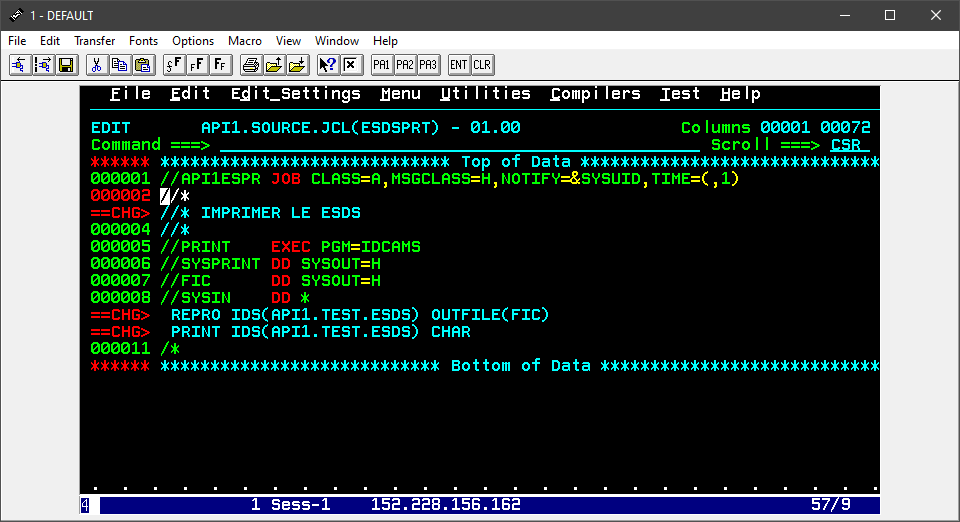 1 - DEFAULT
File Edit Transfer Fonts Options Macro View Window Help
PA1 PA2 PA3 ENT CLR
File Edit Edit_Settings Menu Utilities Compilers Test Help
EDIT API1.SOURCE.JCL(ESDSPRT) - 01.00 Columns 00001 00072
Command ===> Scroll ===> CSR
****** ***************************** Top of Data ******************************
000001 //API1ESPR JOB CLASS=A,MSGCLASS=H,NOTIFY=&SYSUID,TIME=(,1)
000002 //*
==CHG> //* IMPRIMER LE ESDS
000004 //*
000005 //PRINT EXEC PGM=IDCAMS
000006 //SYSPRINT DD SYSOUT=H
000007 //FIC DD SYSOUT=H
000008 //SYSIN DD *
==CHG> REPRO IDS(API1.TEST.ESDS) OUTFILE(FIC)
==CHG> PRINT IDS(API1.TEST.ESDS) CHAR
000011 /*
****** **************************** Bottom of Data ****************************
4 1 Sess-1 152.228.156.162 57/9